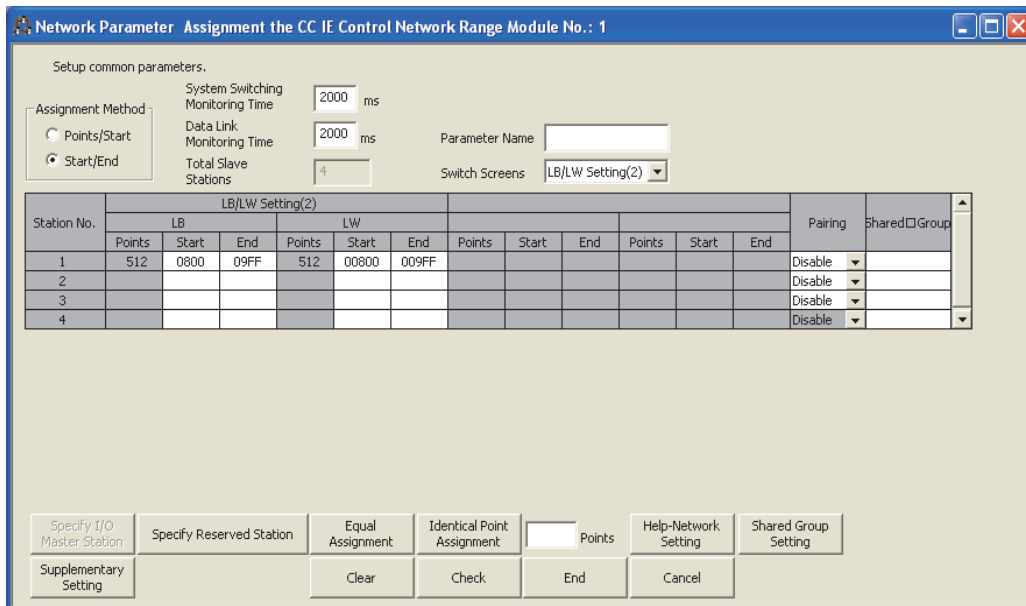 Network Parameter Assignment the CC IE Control Network Range Module No.: 1
Setup common parameters.
Assignment Method
Points/Start
Start/End
System Switching
Monitoring Time
2000 ms
Data Link
Monitoring Time
2000 ms
Total Slave
Stations
4
Parameter Name
Switch Screens LB/LW Setting(2)
Station No. LB/LW Setting(2) Pairing Shared□Group
LB LW
Points Start End Points Start End Points Start End Points Start End
1 512 0800 09FF 512 00800 009FF Disable
2 Disable
3 Disable
4 Disable
Specify I/O
Master Station
Specify Reserved Station
Equal
Assignment
Identical Point
Assignment
Points
Help-Network
Setting
Shared Group
Setting
Supplementary
Setting
Clear
Check
End
Cancel